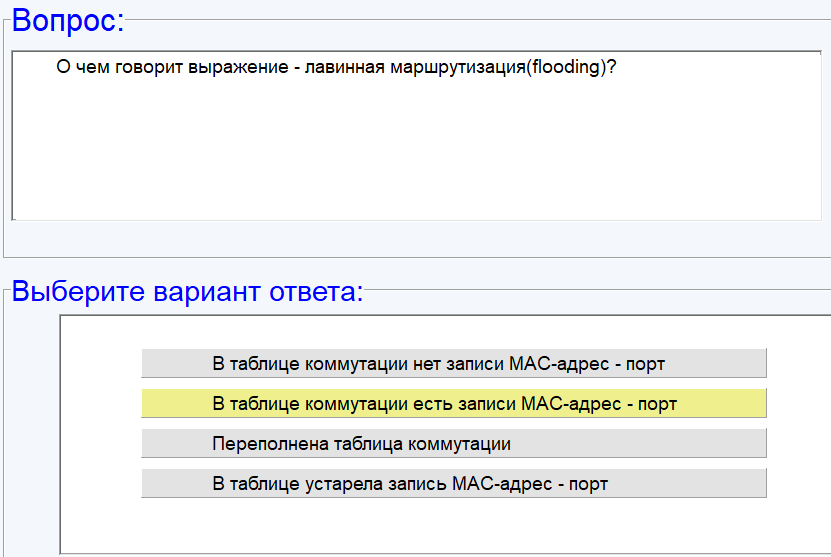 Вопрос:
О чем говорит выражение - лавинная маршрутизация(flooding)?
Выберите вариант ответа:
В таблице коммутации нет записи MAC-адрес - порт
В таблице коммутации есть записи MAC-адрес - порт
Переполнена таблица коммутации
В таблице устарела запись MAC-адрес - порт